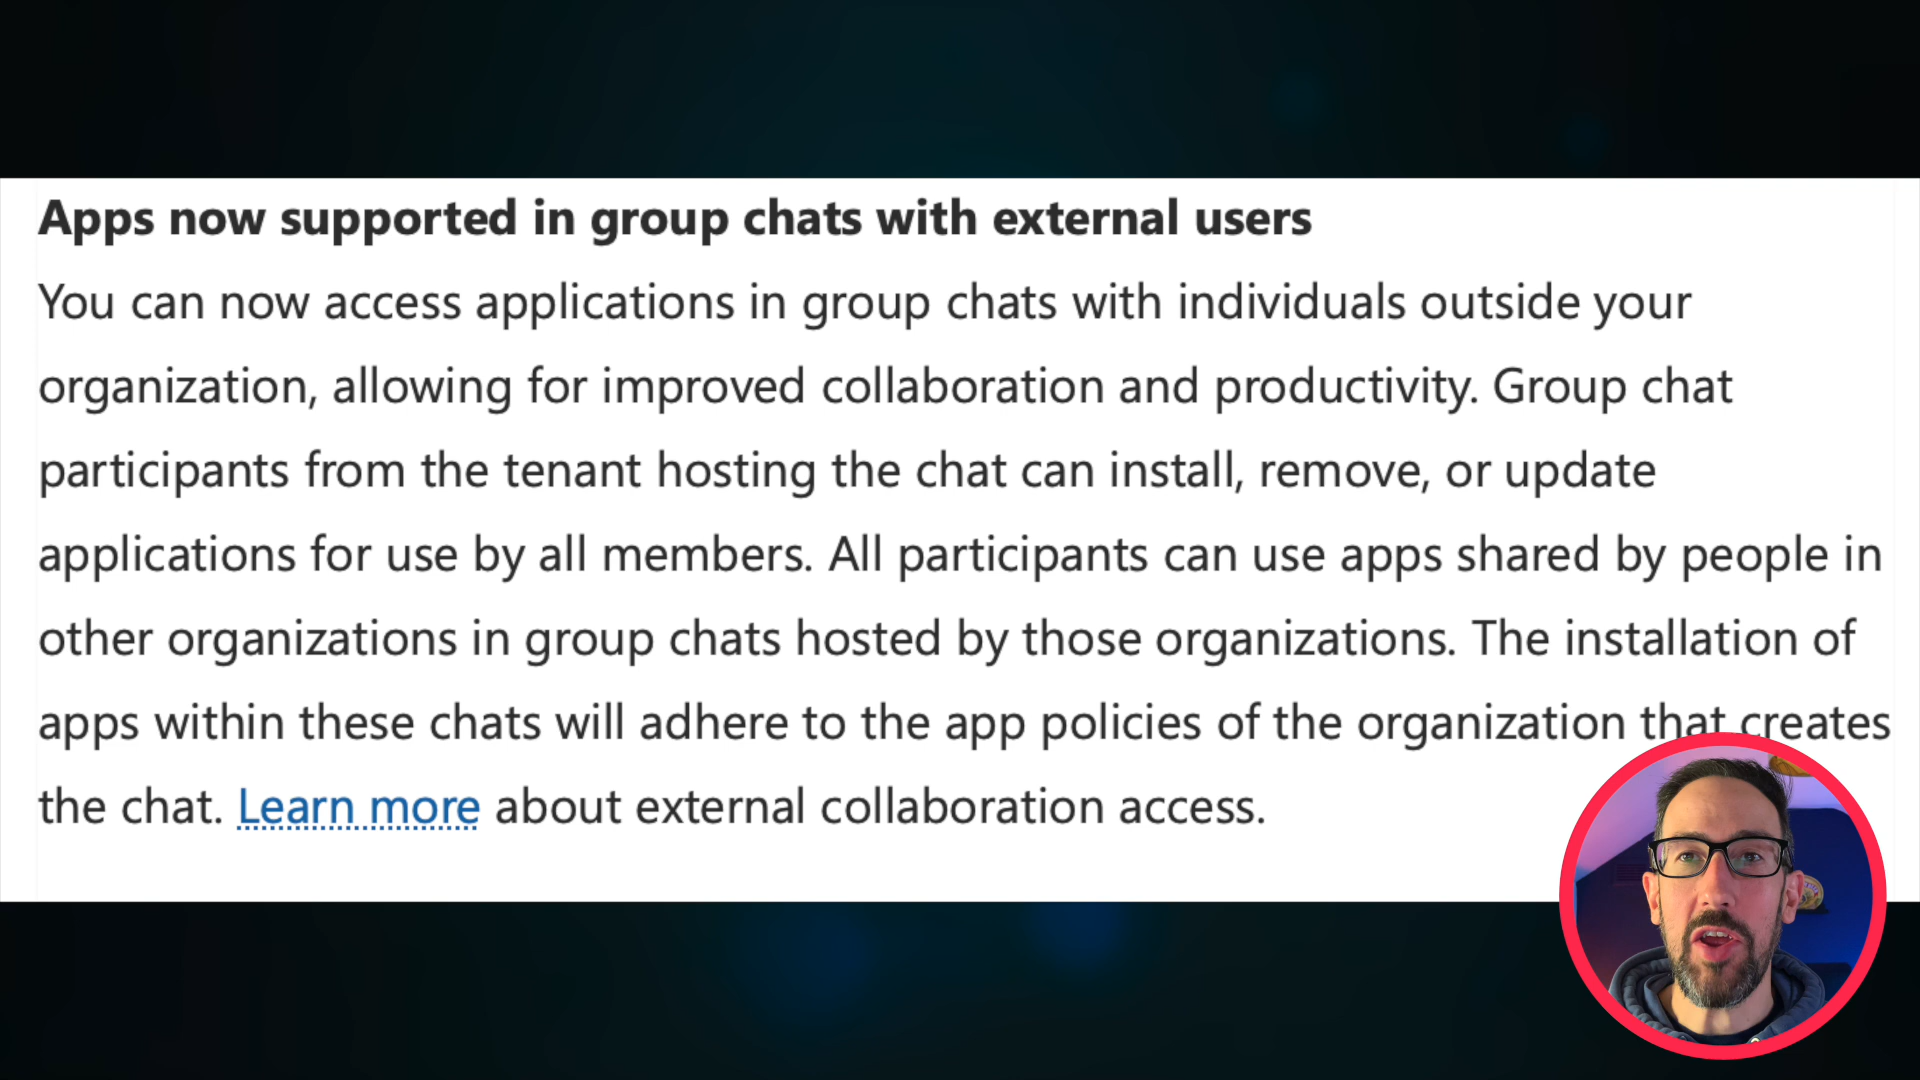 Apps now supported in group chats with external users
You can now access applications in group chats with individuals outside your
organization, allowing for improved collaboration and productivity. Group chat
participants from the tenant hosting the chat can install, remove, or update
applications for use by all members. All participants can use apps shared by people in
other organizations in group chats hosted by those organizations. The installation of
apps within these chats will adhere to the app policies of the organization that creates
the chat. Learn more about external collaboration access.